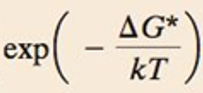 exp( − ΔG* / kT )